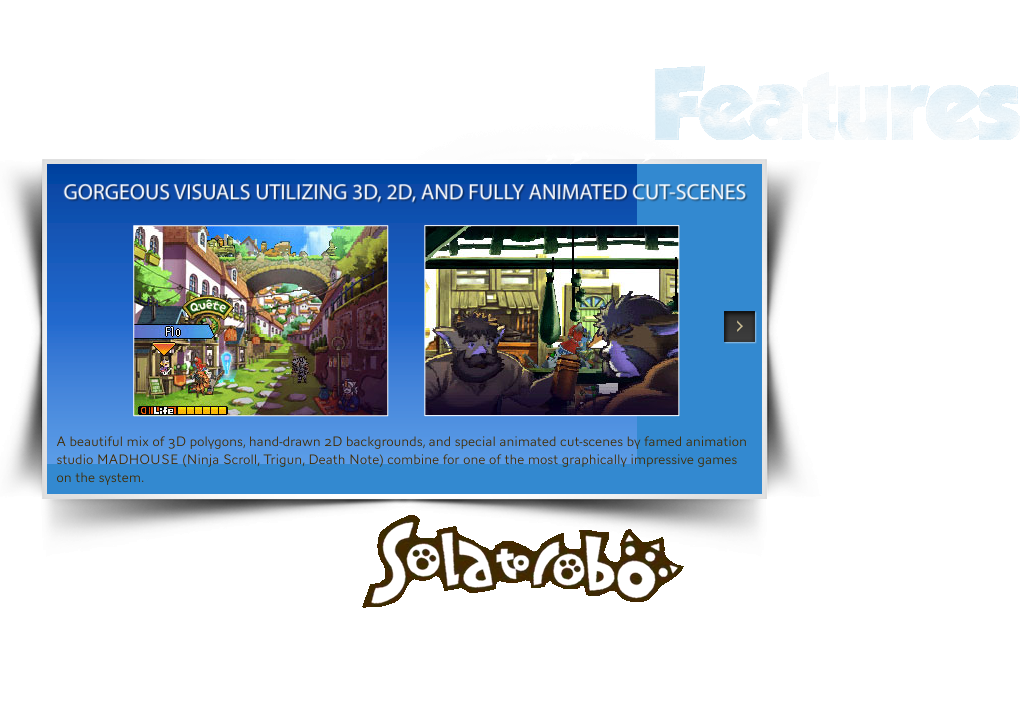 Features
GORGEOUS VISUALS UTILIZING 3D, 2D, AND FULLY ANIMATED CUT-SCENES
Quête
Flo
Life
A beautiful mix of 3D polygons, hand-drawn 2D backgrounds, and special animated cut-scenes by famed animation
studio MADHOUSE (Ninja Scroll, Trigun, Death Note) combine for one of the most graphically impressive games
on the system.
Solatorobo